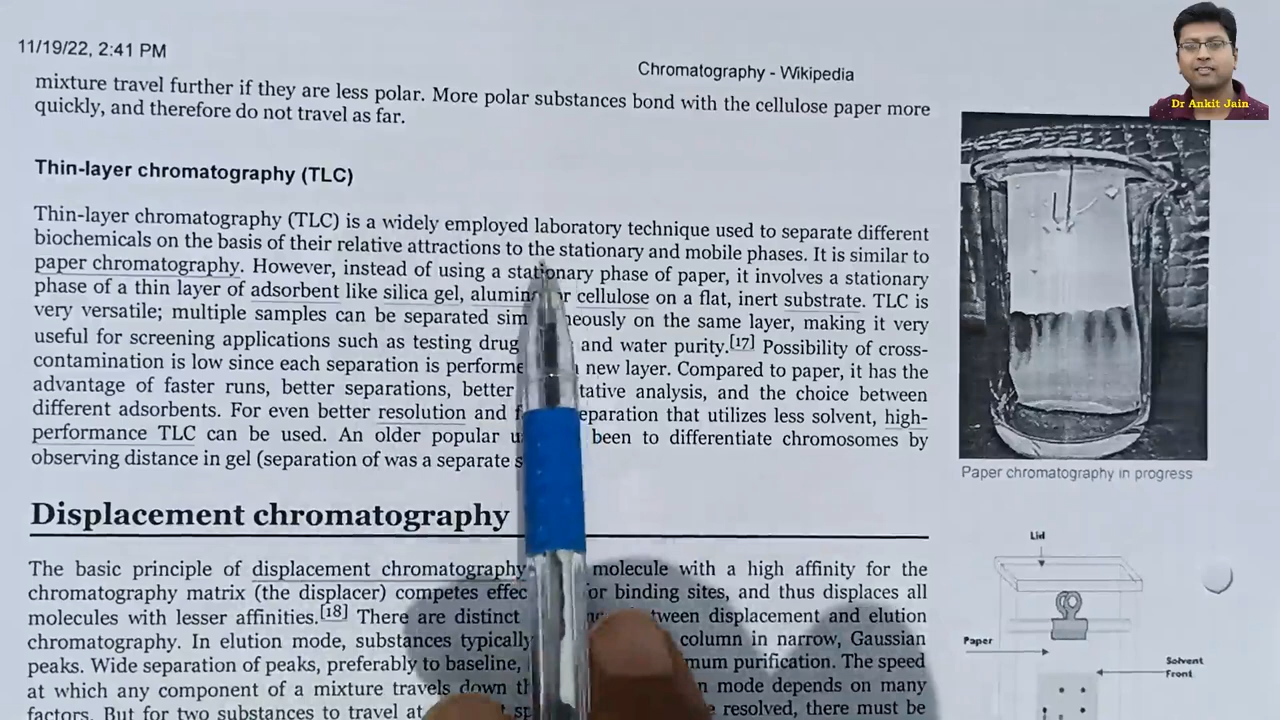 11/19/22, 2:41 PM
Chromatography - Wikipedia
Dr Ankit Jain
mixture travel further if they are less polar. More polar substances bond with the cellulose paper more
quickly, and therefore do not travel as far.
Thin-layer chromatography (TLC)
Thin-layer chromatography (TLC) is a widely employed laboratory technique used to separate different
biochemicals on the basis of their relative attractions to the stationary and mobile phases. It is similar to
paper chromatography. However, instead of using a stationary phase of paper, it involves a stationary
phase of a thin layer of adsorbent like silica gel, alumina or cellulose on a flat, inert substrate. TLC is
very versatile; multiple samples can be separated simultaneously on the same layer, making it very
useful for screening applications such as testing drug and water purity.[17] Possibility of cross-
contamination is low since each separation is performed new layer. Compared to paper, it has the
advantage of faster runs, better separations, better quantitative analysis, and the choice between
different adsorbents. For even better resolution and separation that utilizes less solvent, high-
performance TLC can be used. An older popular been to differentiate chromosomes by
observing distance in gel (separation of was a separate
Paper chromatography in progress
Displacement chromatography
The basic principle of displacement chromatography molecule with a high affinity for the
chromatography matrix (the displacer) competes for binding sites, and thus displaces all
molecules with lesser affinities.[18] There are distinct between displacement and elution
chromatography. In elution mode, substances typically column in narrow, Gaussian
peaks. Wide separation of peaks, preferably to baseline, purification. The speed
at which any component of a mixture travels down mode depends on many
factors. But for two substances to travel at resolved, there must be
Lid
Paper
Solvent
Front